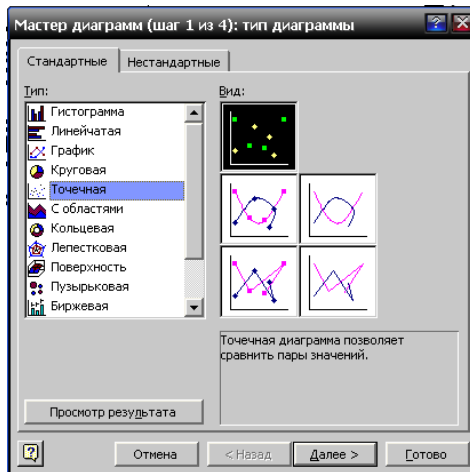 Мастер диаграмм (шаг 1 из 4): тип диаграммы
Стандартные Нестандартные
Тип:
Гистограмма
Линейчатая
График
Круговая
Точечная
С областями
Кольцевая
Лепестковая
Поверхность
Пузырьковая
Биржевая
Вид:
Точечная диаграмма позволяет
сравнить пары значений.
Просмотр результата
Отмена < Назад Далее > Готово